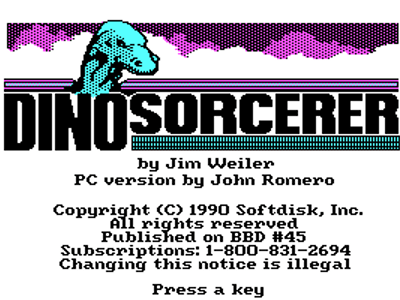 DINOSORCERER
by Jim Weiler
PC version by John Romero
Copyright (C) 1990 Softdisk, Inc.
All rights reserved
Published on BBD #45
Subscriptions: 1-800-831-2694
Changing this notice is illegal
Press a key